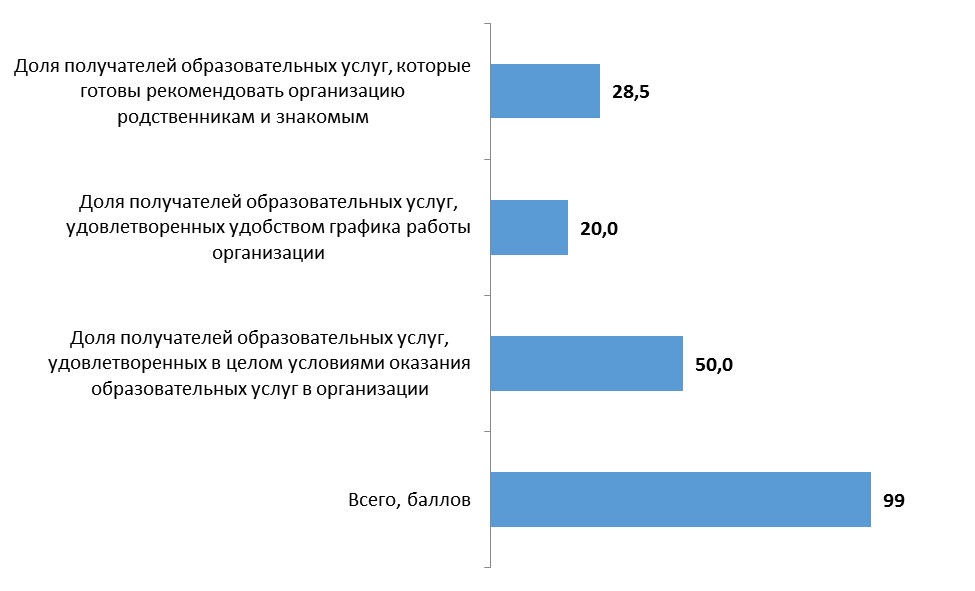 Доля получателей образовательных услуг, которые
готовы рекомендовать организацию
родственникам и знакомым
28,5
Доля получателей образовательных услуг,
удовлетворенных удобством графика работы
организации
20,0
Доля получателей образовательных услуг,
удовлетворенных в целом условиями оказания
образовательных услуг в организации
50,0
Всего, баллов
99